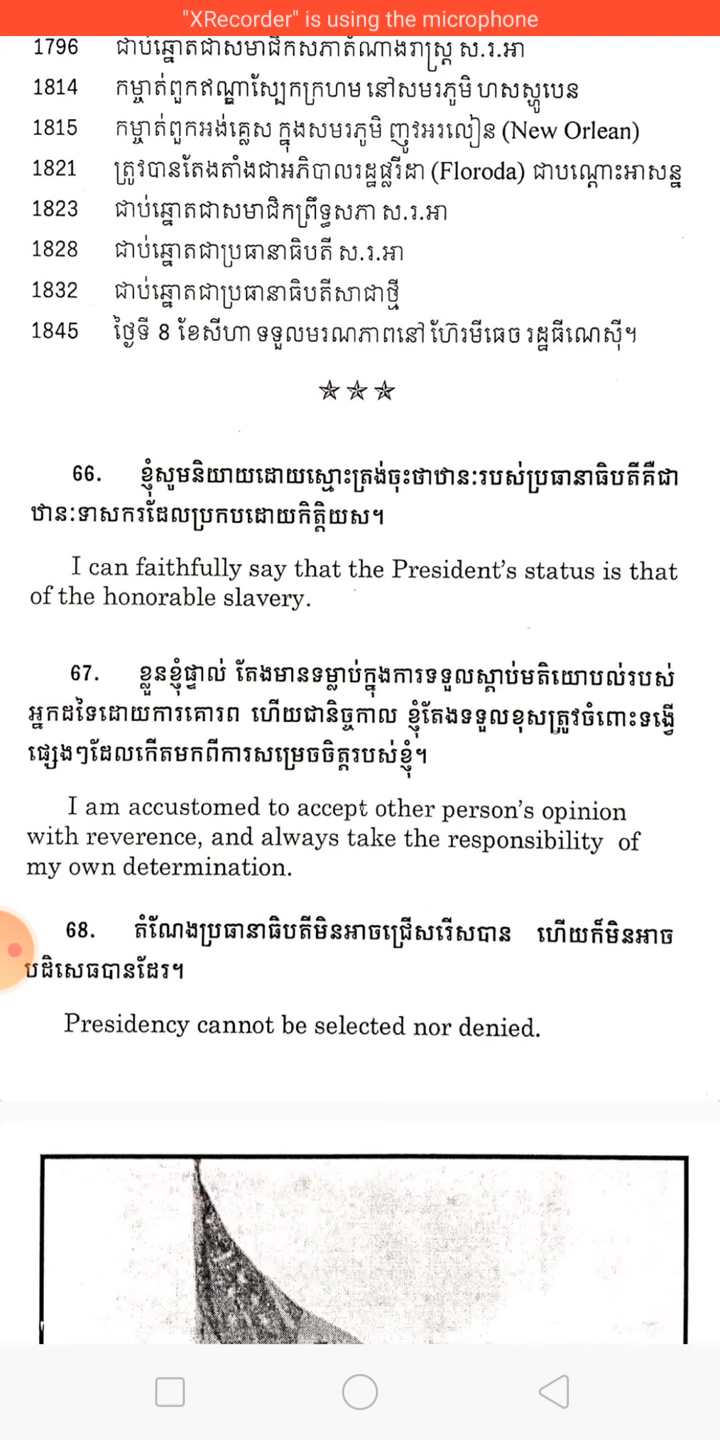 "XRecorder" is using the microphone
1796 ជាប់ឆ្នោតជាសមាជិកសភាតំណាងរាស្ត្រ ស.រ.អា
1814 កម្ចាត់ពួកឥណ្ឌាស្បែកក្រហម នៅសមរភូមិ ហសស្ហូបេន
1815 កម្ចាត់ពួកអង់គ្លេស ក្នុងសមរភូមិ ញូវអរលៀន (New Orlean)
1821 ត្រូវបានតែងតាំងជាអភិបាលរដ្ឋផ្លរីដា (Floroda) ជាបណ្តោះអាសន្ន
1823 ជាប់ឆ្នោតជាសមាជិកព្រឹទ្ធសភា ស.រ.អា
1828 ជាប់ឆ្នោតជាប្រធានាធិបតី ស.រ.អា
1832 ជាប់ឆ្នោតជាប្រធានាធិបតីសាជាថ្មី
1845 ថ្ងៃទី 8 ខែសីហា ទទួលមរណភាពនៅ ហ៊ែរមីធេច រដ្ឋធីណេស៊ី។
66. ខ្ញុំសូមនិយាយដោយស្មោះត្រង់ចុះថាឋានៈរបស់ប្រធានាធិបតីគឺជា
ឋានៈទាសករដែលប្រកបដោយកិត្តិយស។
I can faithfully say that the President's status is that
of the honorable slavery.
67. ខ្លួនខ្ញុំផ្ទាល់ តែងមានទម្លាប់ក្នុងការទទួលស្តាប់មតិយោបល់របស់
អ្នកដទៃដោយការគោរព ហើយជានិច្ចកាល ខ្ញុំតែងទទួលខុសត្រូវចំពោះទង្វើ
ផ្សេងៗដែលកើតមកពីការសម្រេចចិត្តរបស់ខ្ញុំ។
I am accustomed to accept other person's opinion
with reverence, and always take the responsibility of
my own determination.
68. តំណែងប្រធានាធិបតីមិនអាចជ្រើសរើសបាន ហើយក៏មិនអាច
បដិសេធបានដែរ។
Presidency cannot be selected nor denied.